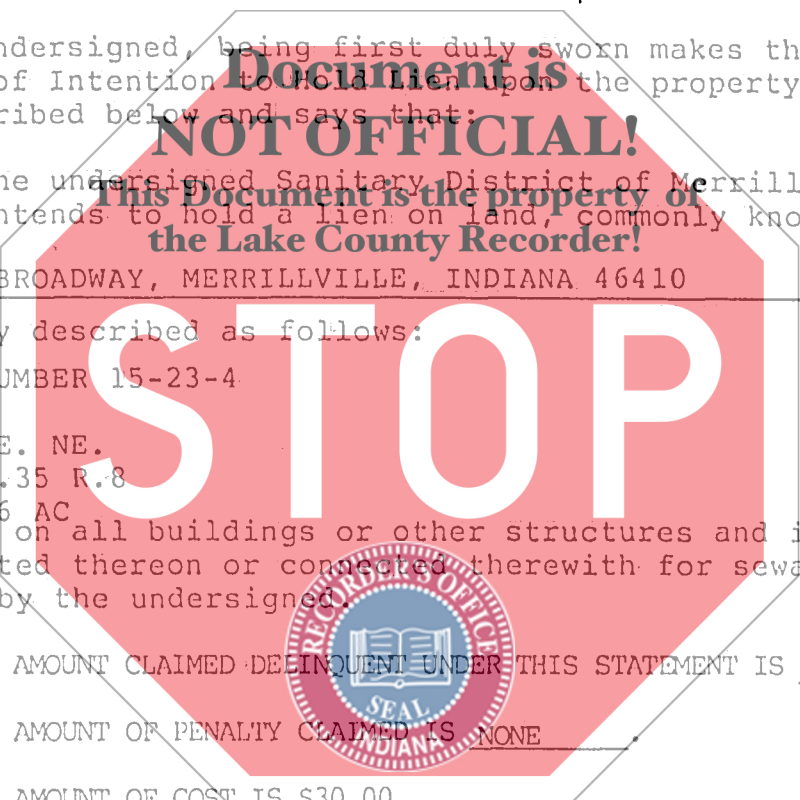 ndersigned, being first duly sworn makes th
Document is
of Intention to Hold Lien upon the property
ribed below and says that:
NOT OFFICIAL!
he undersigned Sanitary District of Merrill
This Document is the property of
ntends to hold a lien on land, commonly kno
the Lake County Recorder!
BROADWAY, MERRILLVILLE, INDIANA 46410
y described as follows:
STOP
UMBER 15-23-4
E. NE.
.35 R.8
6 AC
on all buildings or other structures and i
ted thereon or connected therewith for sewa
by the undersigned.
RECORDER'S OFFICE
AMOUNT CLAIMED DELINQUENT UNDER THIS STATEMENT IS
SEAL
AMOUNT OF PENALTY CLAIMED IS NONE.
INDIANA
AMOUNT OF COST IS $30.00